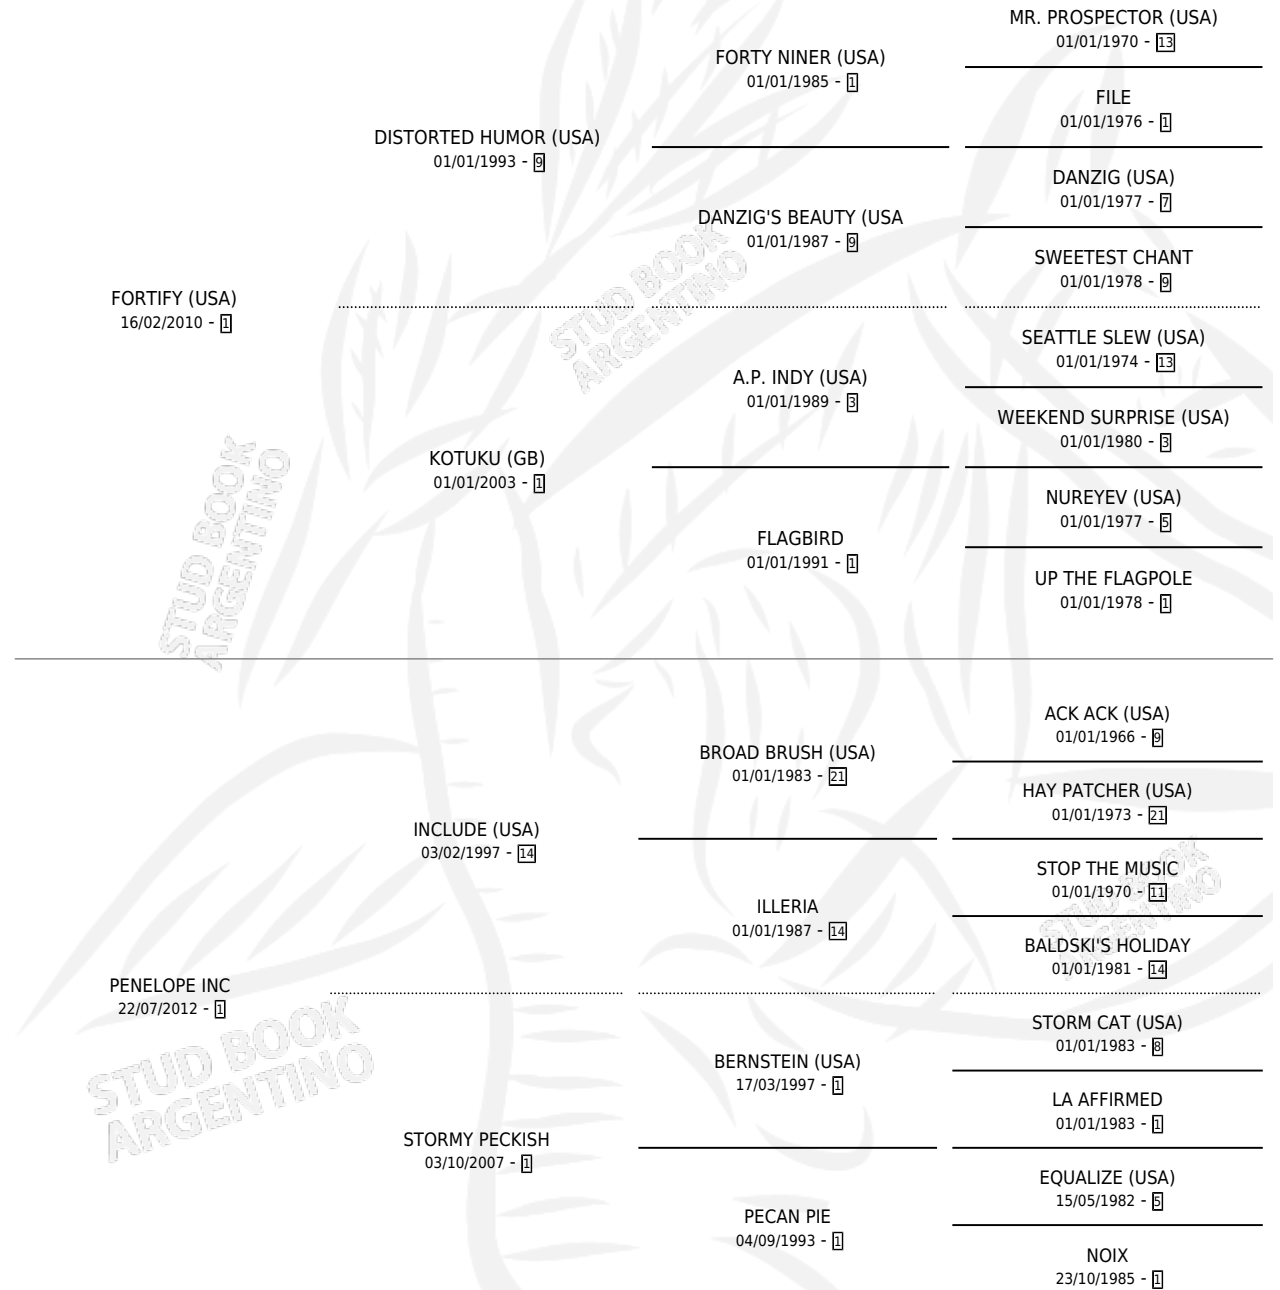 MR. PROSPECTOR (USA)
01/01/1970 - 13
FORTY NINER (USA)
01/01/1985 - 1
FILE
01/01/1976 - 1
DISTORTED HUMOR (USA)
01/01/1993 - 9
DANZIG (USA)
01/01/1977 - 7
DANZIG'S BEAUTY (USA
01/01/1987 - 9
SWEETEST CHANT
01/01/1978 - 9
FORTIFY (USA)
16/02/2010 - 1
STUD BOOK
ARGENTINO
SEATTLE SLEW (USA)
01/01/1974 - 13
A.P. INDY (USA)
01/01/1989 - 3
WEEKEND SURPRISE (USA)
01/01/1980 - 3
KOTUKU (GB)
01/01/2003 - 1
NUREYEV (USA)
01/01/1977 - 5
FLAGBIRD
01/01/1991 - 1
UP THE FLAGPOLE
01/01/1978 - 1
STUD BOOK
ARGENTINO
ACK ACK (USA)
01/01/1966 - 9
BROAD BRUSH (USA)
01/01/1983 - 21
HAY PATCHER (USA)
01/01/1973 - 21
INCLUDE (USA)
03/02/1997 - 14
STOP THE MUSIC
01/01/1970 - 11
ILLERIA
01/01/1987 - 14
STUD BOOK
ARGENTINO
BALDSKI'S HOLIDAY
01/01/1981 - 14
PENELOPE INC
22/07/2012 - 1
STORM CAT (USA)
01/01/1983 - 8
BERNSTEIN (USA)
17/03/1997 - 1
STUD BOOK
ARGENTINO
LA AFFIRMED
01/01/1983 - 1
STORMY PECKISH
03/10/2007 - 1
EQUALIZE (USA)
15/05/1982 - 5
PECAN PIE
04/09/1993 - 1
NOIX
23/10/1985 - 1